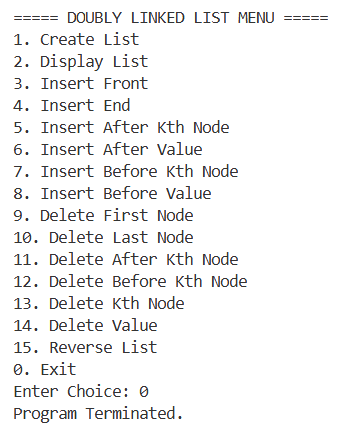 ===== DOUBLY LINKED LIST MENU =====
1. Create List
2. Display List
3. Insert Front
4. Insert End
5. Insert After Kth Node
6. Insert After Value
7. Insert Before Kth Node
8. Insert Before Value
9. Delete First Node
10. Delete Last Node
11. Delete After Kth Node
12. Delete Before Kth Node
13. Delete Kth Node
14. Delete Value
15. Reverse List
0. Exit
Enter Choice: 0
Program Terminated.